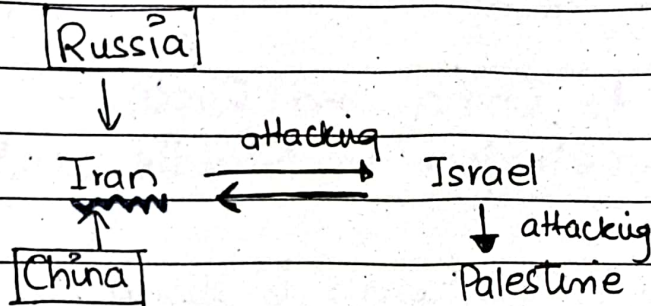 Russia
attacking
Iran Israel
attacking
China Palestine